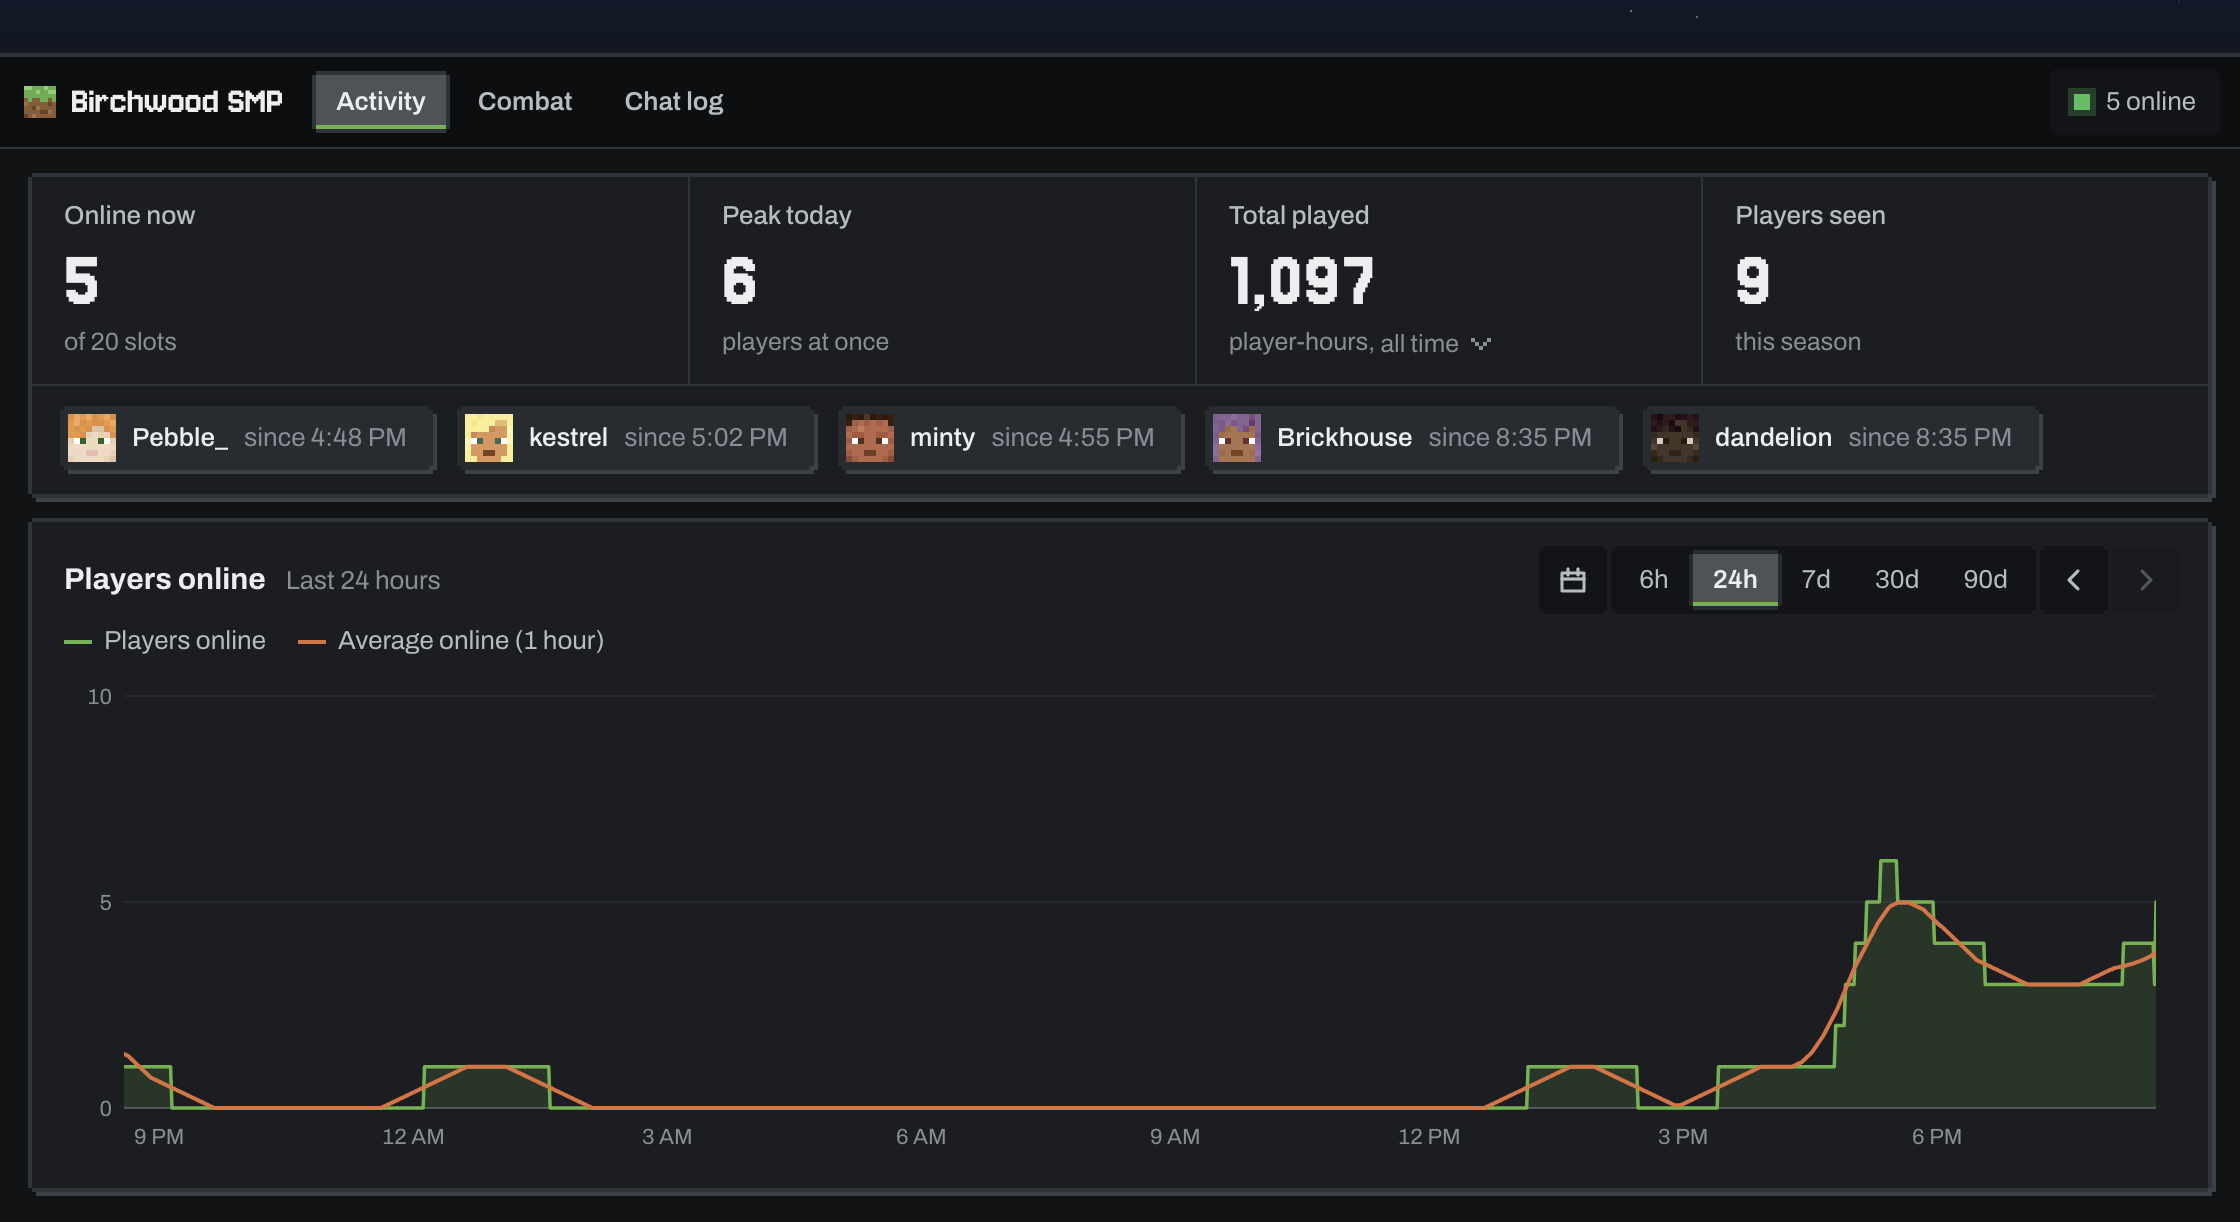 Birchwood SMP Activity Combat Chat log 5 online
Online now Peak today Total played Players seen
5 6 1,097 9
of 20 slots players at once player-hours, all time this season
Pebble_ since 4:48 PM kestrel since 5:02 PM minty since 4:55 PM Brickhouse since 8:35 PM dandelion since 8:35 PM
Players online Last 24 hours 6h 24h 7d 30d 90d
Players online Average online (1 hour)
10
5
0
9 PM 12 AM 3 AM 6 AM 9 AM 12 PM 3 PM 6 PM